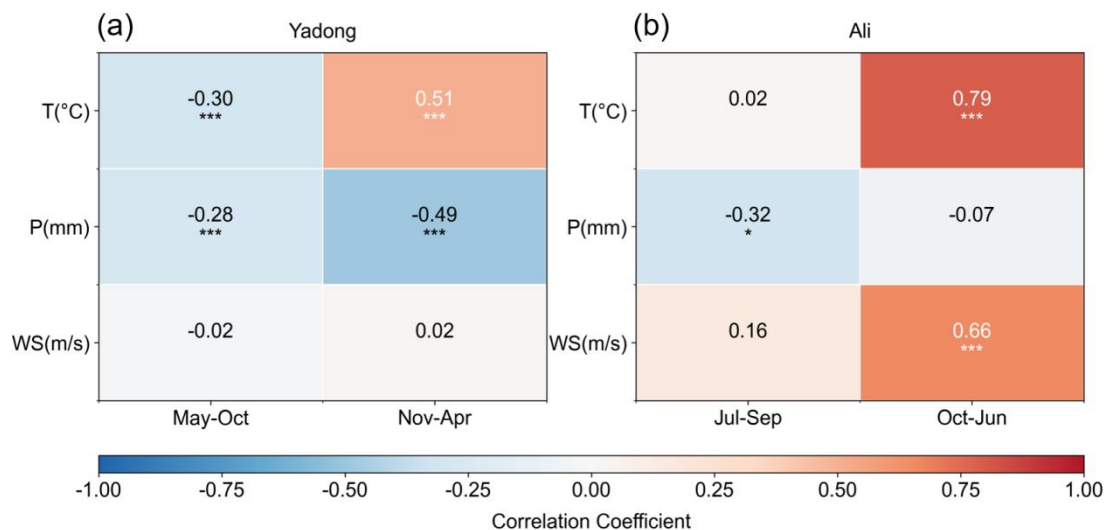 (a) Yadong (b) Ali
T(°C) -0.30 0.51 0.02 0.79
*** *** ***
P(mm) -0.28 -0.49 -0.32 -0.07
*** *** *
WS(m/s) -0.02 0.02 WS(m/s) 0.16 0.66
***
May-Oct Nov-Apr Jul-Sep Oct-Jun
-1.00 -0.75 -0.50 -0.25 0.00 0.25 0.50 0.75 1.00
Correlation Coefficient